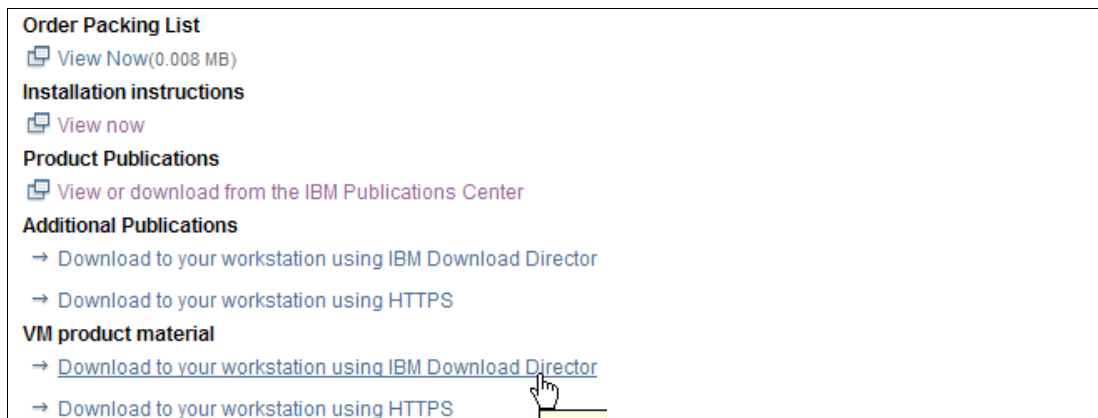 Order Packing List
View Now(0.008 MB)
Installation instructions
View now
Product Publications
View or download from the IBM Publications Center
Additional Publications
→ Download to your workstation using IBM Download Director
→ Download to your workstation using HTTPS
VM product material
→ Download to your workstation using IBM Download Director
→ Download to your workstation using HTTPS